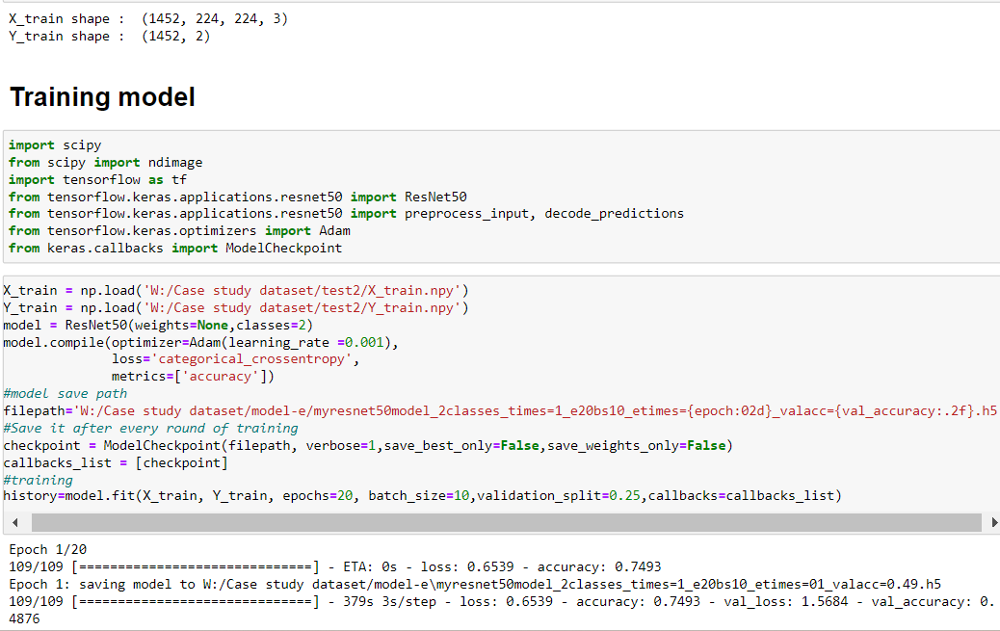 X_train shape :  (1452, 224, 224, 3)
Y_train shape :  (1452, 2)
Training model
import scipy
from scipy import ndimage
import tensorflow as tf
from tensorflow.keras.applications.resnet50 import ResNet50
from tensorflow.keras.applications.resnet50 import preprocess_input, decode_predictions
from tensorflow.keras.optimizers import Adam
from keras.callbacks import ModelCheckpoint
X_train = np.load('W:/Case study dataset/test2/X_train.npy')
Y_train = np.load('W:/Case study dataset/test2/Y_train.npy')
model = ResNet50(weights=None,classes=2)
model.compile(optimizer=Adam(learning_rate =0.001),
              loss='categorical_crossentropy',
              metrics=['accuracy'])
#model save path
filepath='W:/Case study dataset/model-e/myresnet50model_2classes_times=1_e20bs10_etimes={epoch:02d}_valacc={val_accuracy:.2f}.h5
#Save it after every round of training
checkpoint = ModelCheckpoint(filepath, verbose=1,save_best_only=False,save_weights_only=False)
callbacks_list = [checkpoint]
#training
history=model.fit(X_train, Y_train, epochs=20, batch_size=10,validation_split=0.25,callbacks=callbacks_list)
Epoch 1/20
109/109 [==============================] - ETA: 0s - loss: 0.6539 - accuracy: 0.7493
Epoch 1: saving model to W:/Case study dataset/model-e\myresnet50model_2classes_times=1_e20bs10_etimes=01_valacc=0.49.h5
109/109 [==============================] - 379s 3s/step - loss: 0.6539 - accuracy: 0.7493 - val_loss: 1.5684 - val_accuracy: 0.
4876